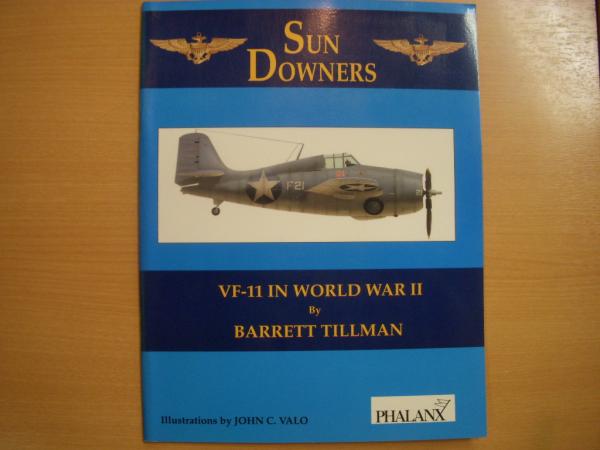 SUN
DOWNERS
F21
VF-11 IN WORLD WAR II
By
BARRETT TILLMAN
Illustrations by JOHN C. VALO
PHALANX